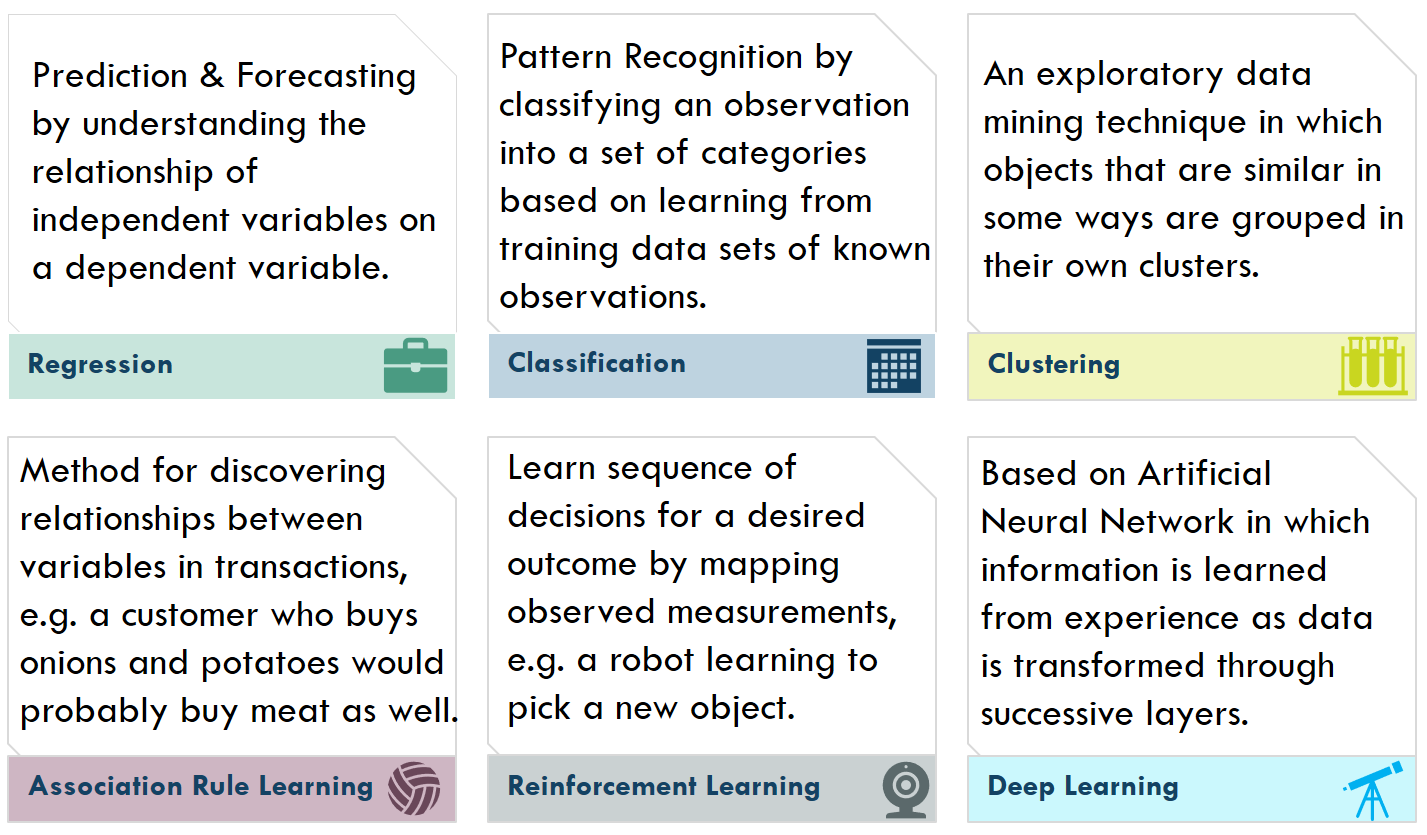 Prediction & Forecasting
by understanding the
relationship of
independent variables on
a dependent variable.
Regression
Pattern Recognition by
classifying an observation
into a set of categories
based on learning from
training data sets of known
observations.
Classification
An exploratory data
mining technique in which
objects that are similar in
some ways are grouped in
their own clusters.
Clustering
Method for discovering
relationships between
variables in transactions,
e.g. a customer who buys
onions and potatoes would
probably buy meat as well.
Association Rule Learning
Learn sequence of
decisions for a desired
outcome by mapping
observed measurements,
e.g. a robot learning to
pick a new object.
Reinforcement Learning
Based on Artificial
Neural Network in which
information is learned
from experience as data
is transformed through
successive layers.
Deep Learning